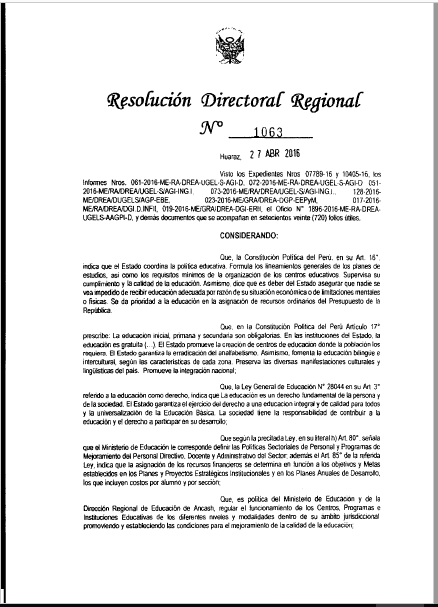 Resolución Directoral Regional
N° 1063
Huaraz, 27 ABR 2016
Visto los Expedientes Nros. 07789-16 y 10405-16, los
Informes Nros. 061-2016-ME-RA-DREA-UGEL-S-AGI-D. 072-2016-ME-RA-DREA-UGEL-S-AGI-D 051-
2016-ME/RA/DREA/UGEL-S/AGI-ING.I. 073-2016-ME/RA/DREA/UGEL-S/AGI-ING.I., 128-2016-
ME/DREA/DUGELS/AGP-EBE, 023-2016-ME/GRA/DREA-DGP-EEPyM, 017-2016-
ME/RA/DREA/DGI.D.INFII, 019-2016-ME/GRA/DREA-DGI-ERII, el Oficio N° 1896-2016-ME/RA-DREA-
UGELS-AAGPI-D, y demás documentos que se acompañan en setecientos veinte (720) folios útiles.
CONSIDERANDO:
Que, la Constitución Política del Perú, en su Art. 16°,
indica que el Estado coordina la política educativa. Formula los lineamientos generales de los planes de
estudios, así como los requisitos mínimos de la organización de los centros educativos. Supervisa su
cumplimiento y la calidad de la educación. Asimismo, dice que es deber del Estado asegurar que nadie se
vea impedido de recibir educación adecuada por razón de su situación económica o de limitaciones mentales
o físicas. Se da prioridad a la educación en la asignación de recursos ordinarios del Presupuesto de la
República.
Que, en la Constitución Política del Perú Artículo 17°
prescribe: La educación inicial, primaria y secundaria son obligatorias. En las instituciones del Estado, la
educación es gratuita (...). El Estado promueve la creación de centros de educación donde la población los
requiera. El Estado garantiza la erradicación del analfabetismo. Asimismo, fomenta la educación bilingüe e
intercultural, según las características de cada zona. Preserva las diversas manifestaciones culturales y
lingüísticas del país. Promueve la integración nacional;
Que, la Ley General de Educación N° 28044 en su Art 3°
referido a la educación como derecho, indica que La educación es un derecho fundamental de la persona y
de la sociedad. El Estado garantiza el ejercicio del derecho a una educacion integral y de calidad para todos
y la universalización de la Educación Básica. La sociedad tiene la responsabilidad de contribuir a la
educación y el derecho a participar en su desarrollo;
Que según la precitada Ley, en su literal h) Art. 80°, señala
que el Ministerio de Educación le corresponde definir las Políticas Sectoriales de Personal y Programas de
Mejoramiento del Personal Directivo, Docente y Administrativo del Sector; además el Art. 85° de la referida
Ley, indica que la asignación de los recursos financieros se determina en función a los objetivos y Metas
establecidos en los Planes y Proyectos Estratégicos Institucionales y en los Planes Anuales de Desarrollo,
los que incluyen costos por alumno y por sección;
Que, es política del Ministerio de Educación y de la
Dirección Regional de Educación de Ancash, regular el funcionamiento de los Centros, Programas e
Instituciones Educativas de los diferentes niveles y modalidades dentro de su ámbito jurisdiccional
promoviendo y estableciendo las condiciones para el mejoramiento de la calidad de la educación;